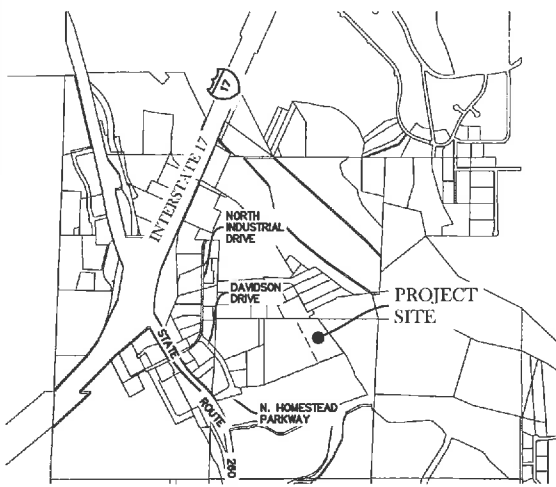 17
INTERSTATE 17
NORTH
INDUSTRIAL
DRIVE
DAVIDSON
DRIVE
PROJECT
SITE
STATE
ROUTE
260
N. HOMESTEAD
PARKWAY